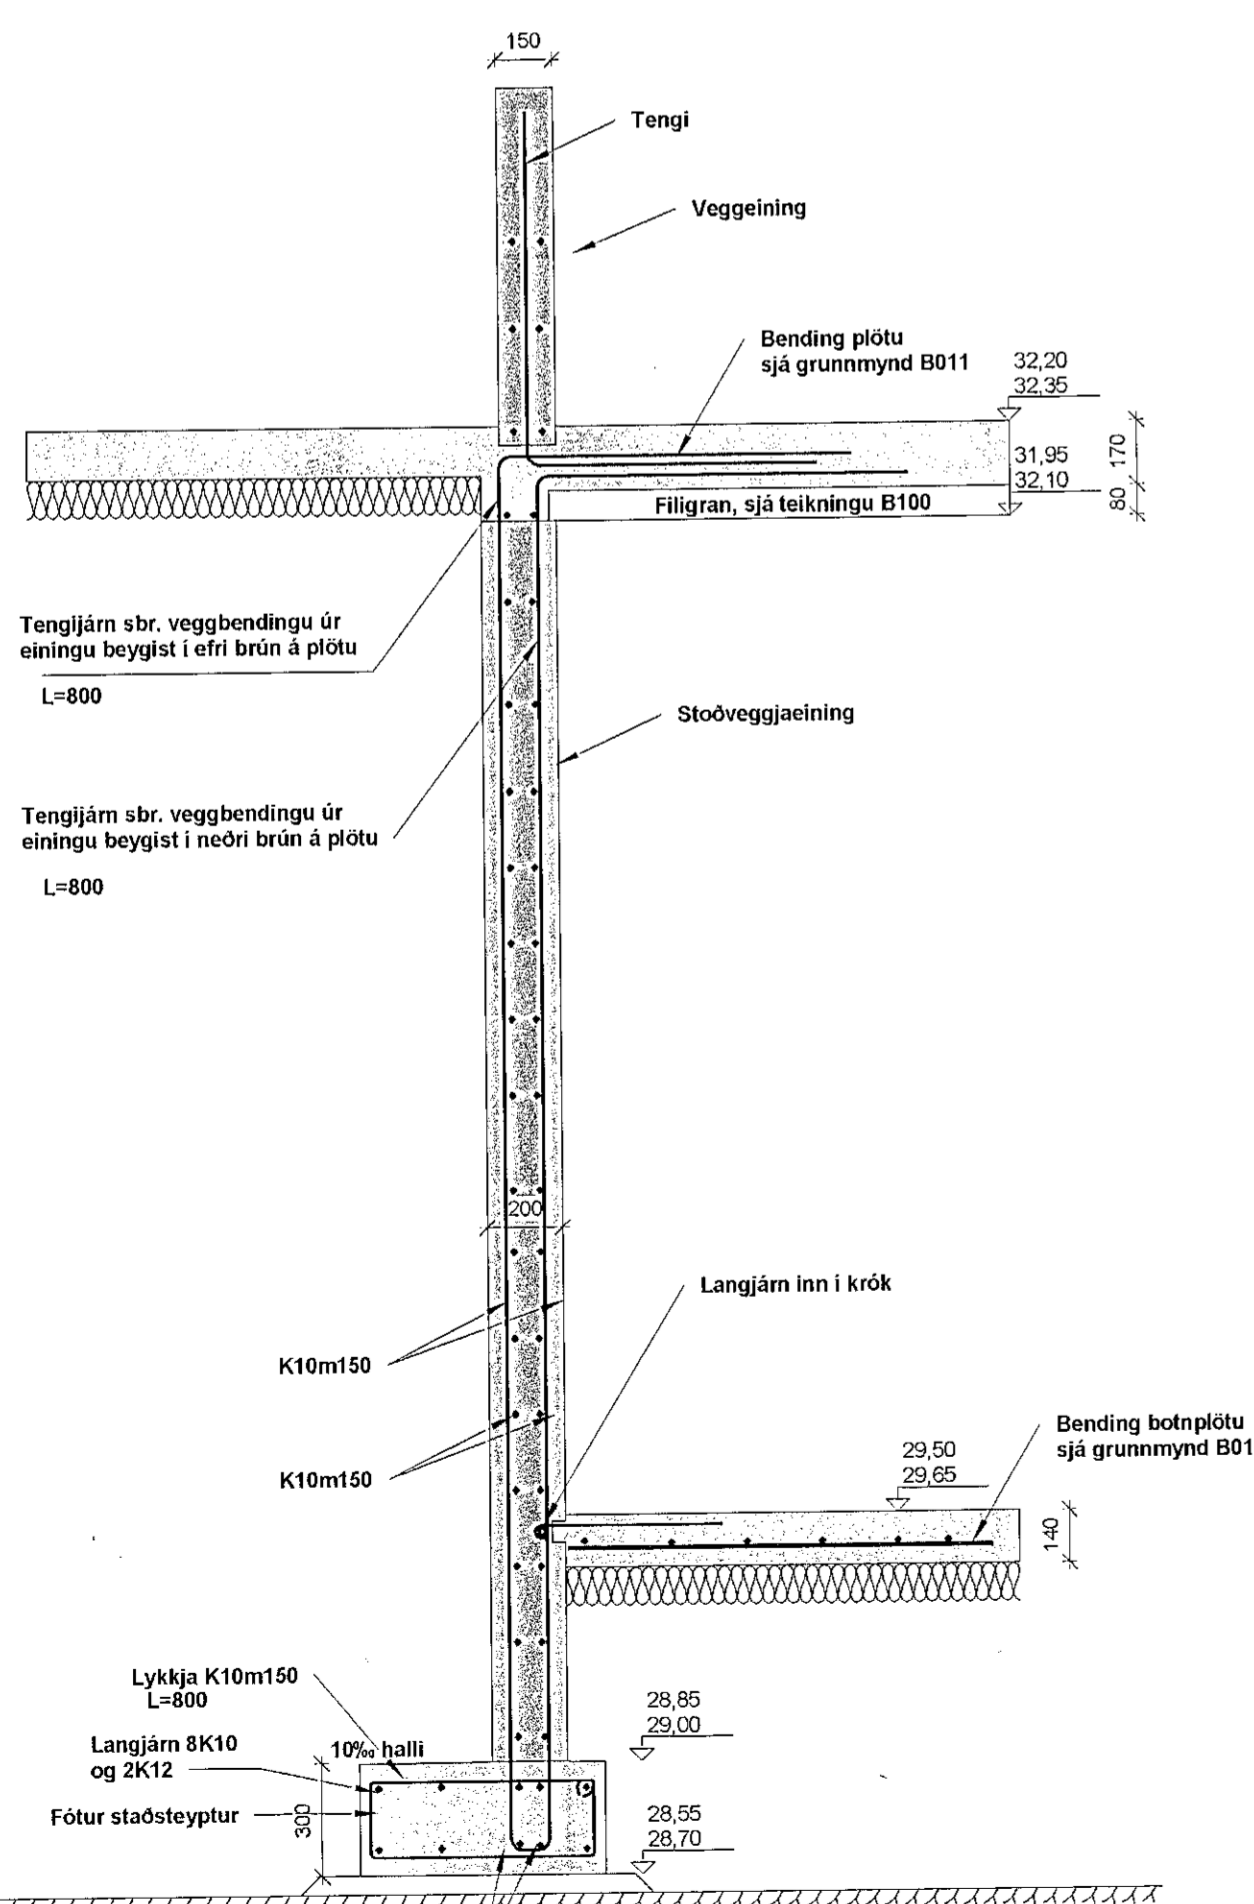 150
Tengi
Veggeining
Bending plötu
sjá grunnmynd B011
32,20
32,35
170
31,95
32,10
80
Filigran, sjá teikningu B100
Tengijárn sbr. veggbendingu úr
einingu beygist í efri brún á plötu
L=800
Stoðveggjaeining
Tengijárn sbr. veggbendingu úr
einingu beygist í neðri brún á plötu
L=800
200
Langjárn inn í krók
K10m150
K10m150
Bending botnplötu
sjá grunnmynd B01
29,50
29,65
140
Lykkja K10m150
L=800
28,85
29,00
Langjárn 8K10
og 2K12
10‰ halli
Fótur staðsteyptur
300
28,55
28,70